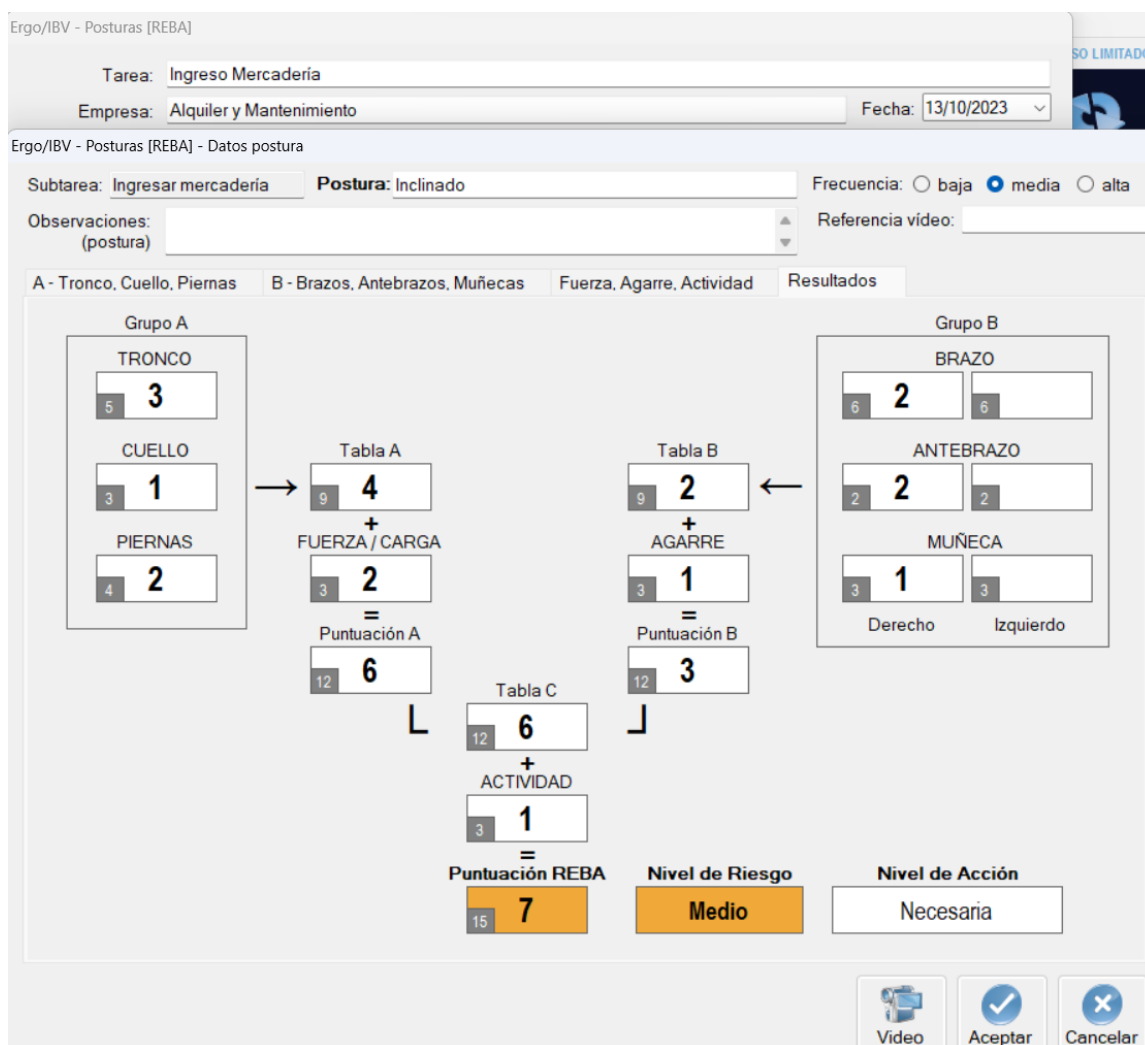 Ergo/IBV - Posturas [REBA]
SO LIMITADO
Tarea: Ingreso Mercadería
Empresa: Alquiler y Mantenimiento Fecha: 13/10/2023
Ergo/IBV - Posturas [REBA] - Datos postura
Subtarea: Ingresar mercadería Postura: Inclinado Frecuencia: baja media alta
Observaciones: Referencia vídeo:
(postura)
A - Tronco, Cuello, Piernas B - Brazos, Antebrazos, Muñecas Fuerza, Agarre, Actividad Resultados
Grupo A Grupo B
TRONCO BRAZO
5 3 6 2 6
CUELLO Tabla A Tabla B ANTEBRAZO
3 1 9 4 9 2 2 2 2
+ +
PIERNAS FUERZA / CARGA AGARRE MUÑECA
4 2 3 2 3 1 3 1 3
= =
Puntuación A Puntuación B Derecho Izquierdo
12 6 12 3
Tabla C
12 6
+
ACTIVIDAD
3 1
=
Puntuación REBA Nivel de Riesgo Nivel de Acción
15 7 Medio Necesaria
Video Aceptar Cancelar